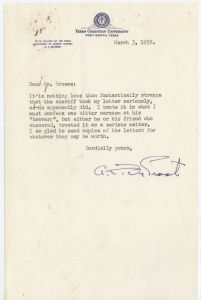 TEXAS CHRISTIAN UNIVERSITY
FORT WORTH, TEXAS
March 3, 1959.
Dear Mr. Browne:
It is nothing less than fantastically strange
that the sheriff took my letter seriously,
as he apparently did. I wrote it in what I
must confess was bitter sarcasm at his
but either he or his friend who
answered, treated it as a serious matter.
I am glad to send copies of the letters for
whatever they may be worth.
Cordially yours,